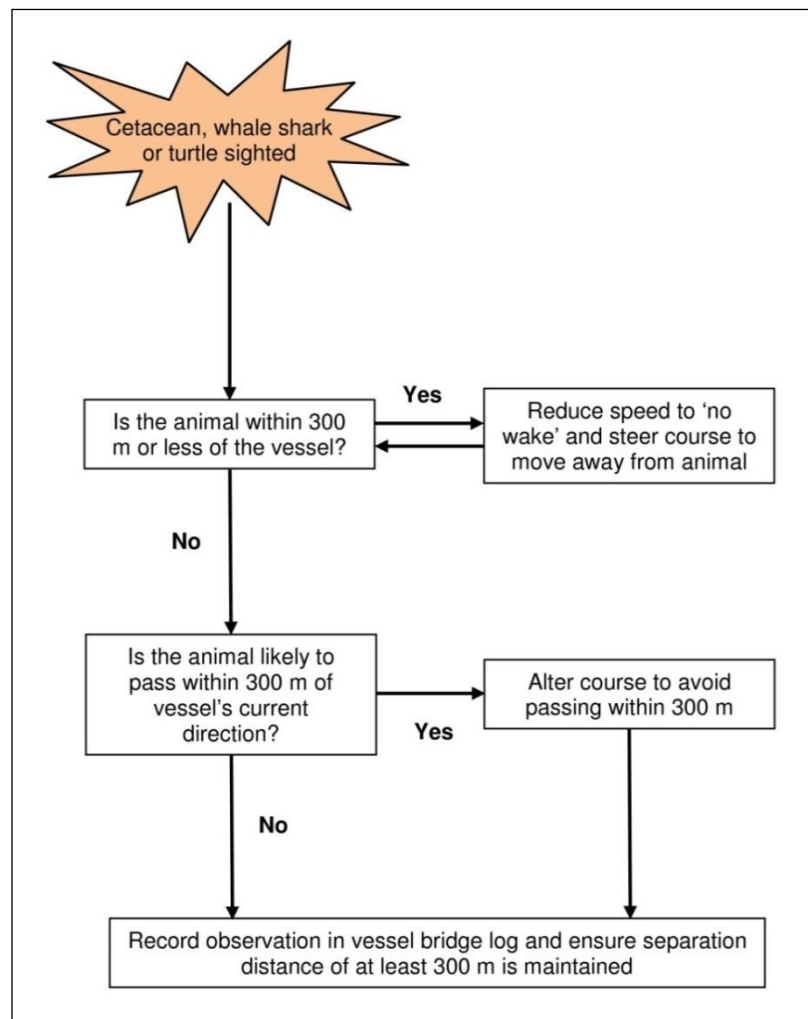 Cetacean, whale shark
or turtle sighted
Yes
Is the animal within 300
m or less of the vessel?
Reduce speed to ‘no
wake’ and steer course to
move away from animal
No
Is the animal likely to
pass within 300 m of
vessel’s current
direction?
Yes
Alter course to avoid
passing within 300 m
No
Record observation in vessel bridge log and ensure separation
distance of at least 300 m is maintained